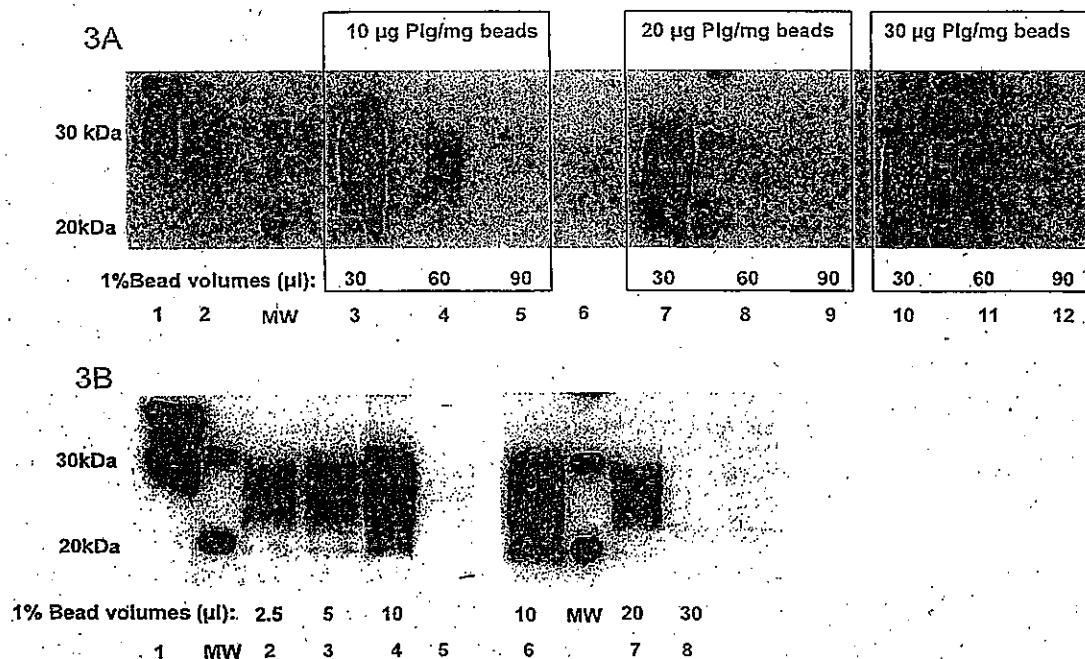 3A
10 µg Plg/mg beads 20 µg Plg/mg beads 30 µg Plg/mg beads
30 kDa
20kDa
1%Bead volumes (µl): 30 60 90 30 60 90 30 60 90
1 2 MW 3 4 5 6 7 8 9 10 11 12
3B
30kDa
20kDa
1% Bead volumes (µl): 2.5 5 10 10 MW 20 30
1 MW 2 3 4 5 6 7 8